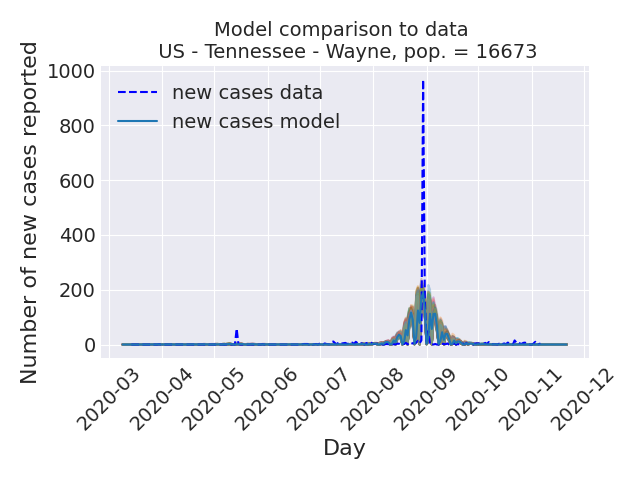 Model comparison to data
US - Tennessee - Wayne, pop. = 16673
Number of new cases reported
1000
800
600
400
200
0
new cases data
new cases model
2020-03
2020-04
2020-05
2020-06
2020-07
2020-08
2020-09
2020-10
2020-11
2020-12
Day